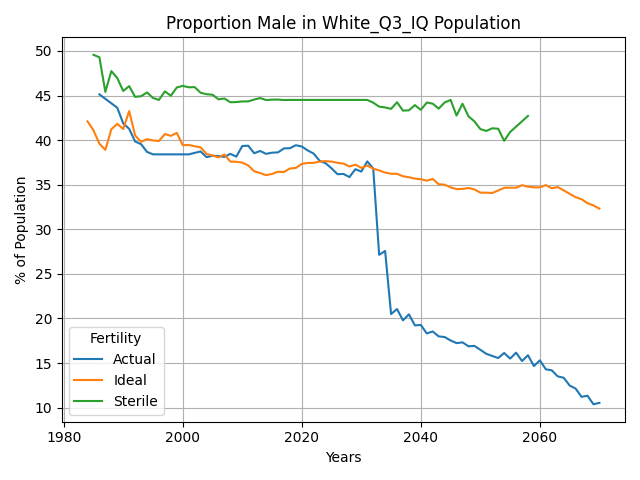 Proportion Male in White_Q3_IQ Population
% of Population
50
45
40
35
30
25
20
15
10
Fertility
Actual
Ideal
Sterile
1980
2000
2020
2040
2060
Years